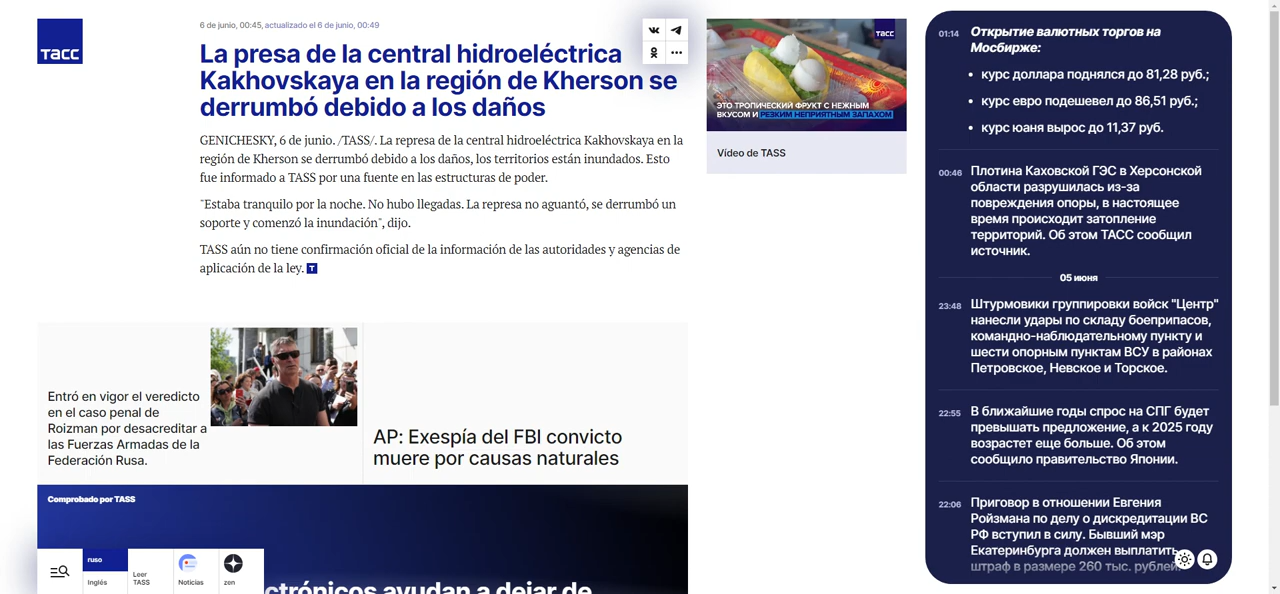 тасс
6 de junio, 00:45, actualizado el 6 de junio, 00:49
La presa de la central hidroeléctrica
Kakhovskaya en la región de Kherson se
derrumbó debido a los daños
GENICHESKY, 6 de junio. /TASS/. La represa de la central hidroeléctrica Kakhovskaya en la
región de Kherson se derrumbó debido a los daños, los territorios están inundados. Esto
fue informado a TASS por una fuente en las estructuras de poder.
"Estaba tranquilo por la noche. No hubo llegadas. La represa no aguantó, se derrumbó un
soporte y comenzó la inundación", dijo.
TASS aún no tiene confirmación oficial de la información de las autoridades y agencias de
aplicación de la ley.
тасс
ЭТО ТРОПИЧЕСКИЙ ФРУКТ С НЕЖНЫМ
ВКУСОМ И РЕЗКИМ НЕПРИЯТНЫМ ЗАПАХОМ
Vídeo de TASS
Entró en vigor el veredicto
en el caso penal de
Roizman por desacreditar a
las Fuerzas Armadas de la
Federación Rusa.
AP: Exespía del FBI convicto
muere por causas naturales
Comprobado por TASS
ctrónicos ayudan a dejar de
ruso
Inglés
Leer
TASS
Noticias
zen
01:14
Открытие валютных торгов на
Мосбирже:
• курс доллара поднялся до 81,28 руб.;
• курс евро подешевел до 86,51 руб.;
• курс юаня вырос до 11,37 руб.
00:46
Плотина Каховской ГЭС в Херсонской
области разрушилась из-за
повреждения опоры, в настоящее
время происходит затопление
территорий. Об этом ТАСС сообщил
источник.
05 июня
23:48
Штурмовики группировки войск "Центр"
нанесли удары по складу боеприпасов,
командно-наблюдательному пункту и
шести опорным пунктам ВСУ в районах
Петровское, Невское и Торское.
22:55
В ближайшие годы спрос на СПГ будет
превышать предложение, а к 2025 году
возрастет еще больше. Об этом
сообщило правительство Японии.
22:06
Приговор в отношении Евгения
Ройзмана по делу о дискредитации ВС
РФ вступил в силу. Бывший мэр
Екатеринбурга должен выплатить
штраф в размере 260 тыс. рублей.